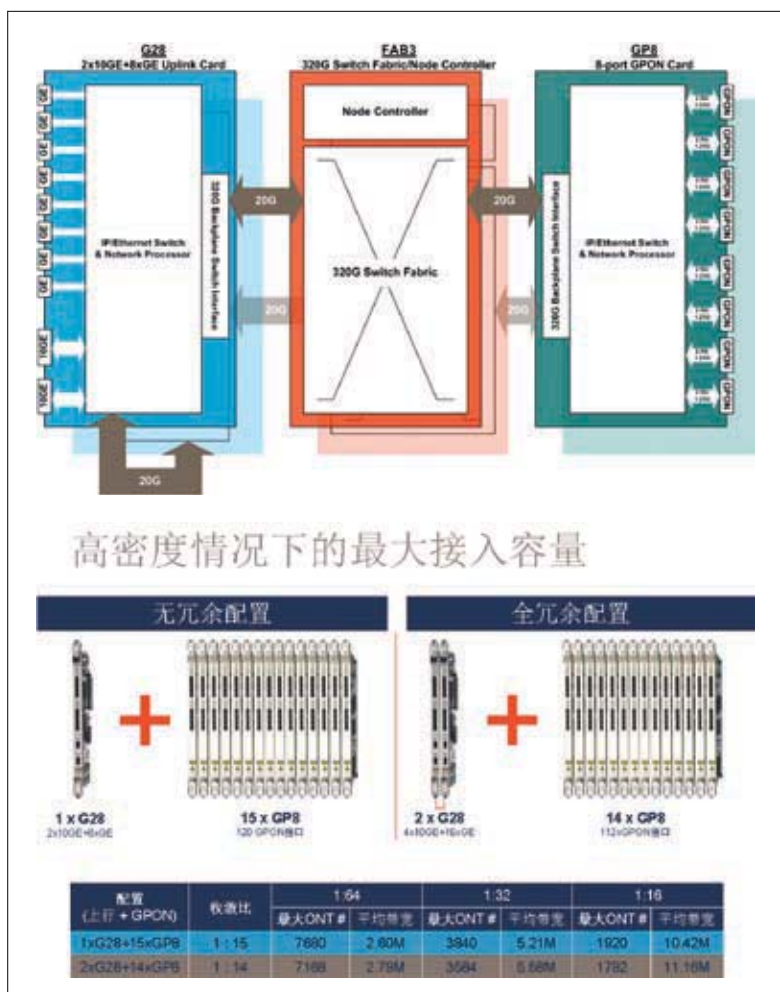 G28
2x10GE+8xGE Uplink Card
FAB3
320G Switch Fabric/Node Controller
GP8
8-port GPON Card
GE
GE
GE
GE
GE
GE
GE
GE
10GE
10GE
IP/Ethernet Switch
& Network Processor
320G Backplane Switch Interface
20G
20G
20G
Node Controller
320G Switch Fabric
20G
20G
320G Backplane Switch Interface
IP/Ethernet Switch
& Network Processor
GPON
GPON
GPON
GPON
GPON
GPON
GPON
GPON
高密度情况下的最大接入容量
无冗余配置
全冗余配置
1 x G28
2x10GE+8xGE
15 x GP8
120 GPON接口
2 x G28
4x10GE+16xGE
14 x GP8
112xGPON接口
配置
(上行 + GPON)
收敛比
1:64
1:32
1:16
最大ONT # 平均带宽 最大ONT # 平均带宽 最大ONT # 平均带宽
1xG28+15xGP8 1 : 15 7680 2.60M 3840 5.21M 1920 10.42M
2xG28+14xGP8 1 : 14 7168 2.79M 3584 5.58M 1792 11.16M